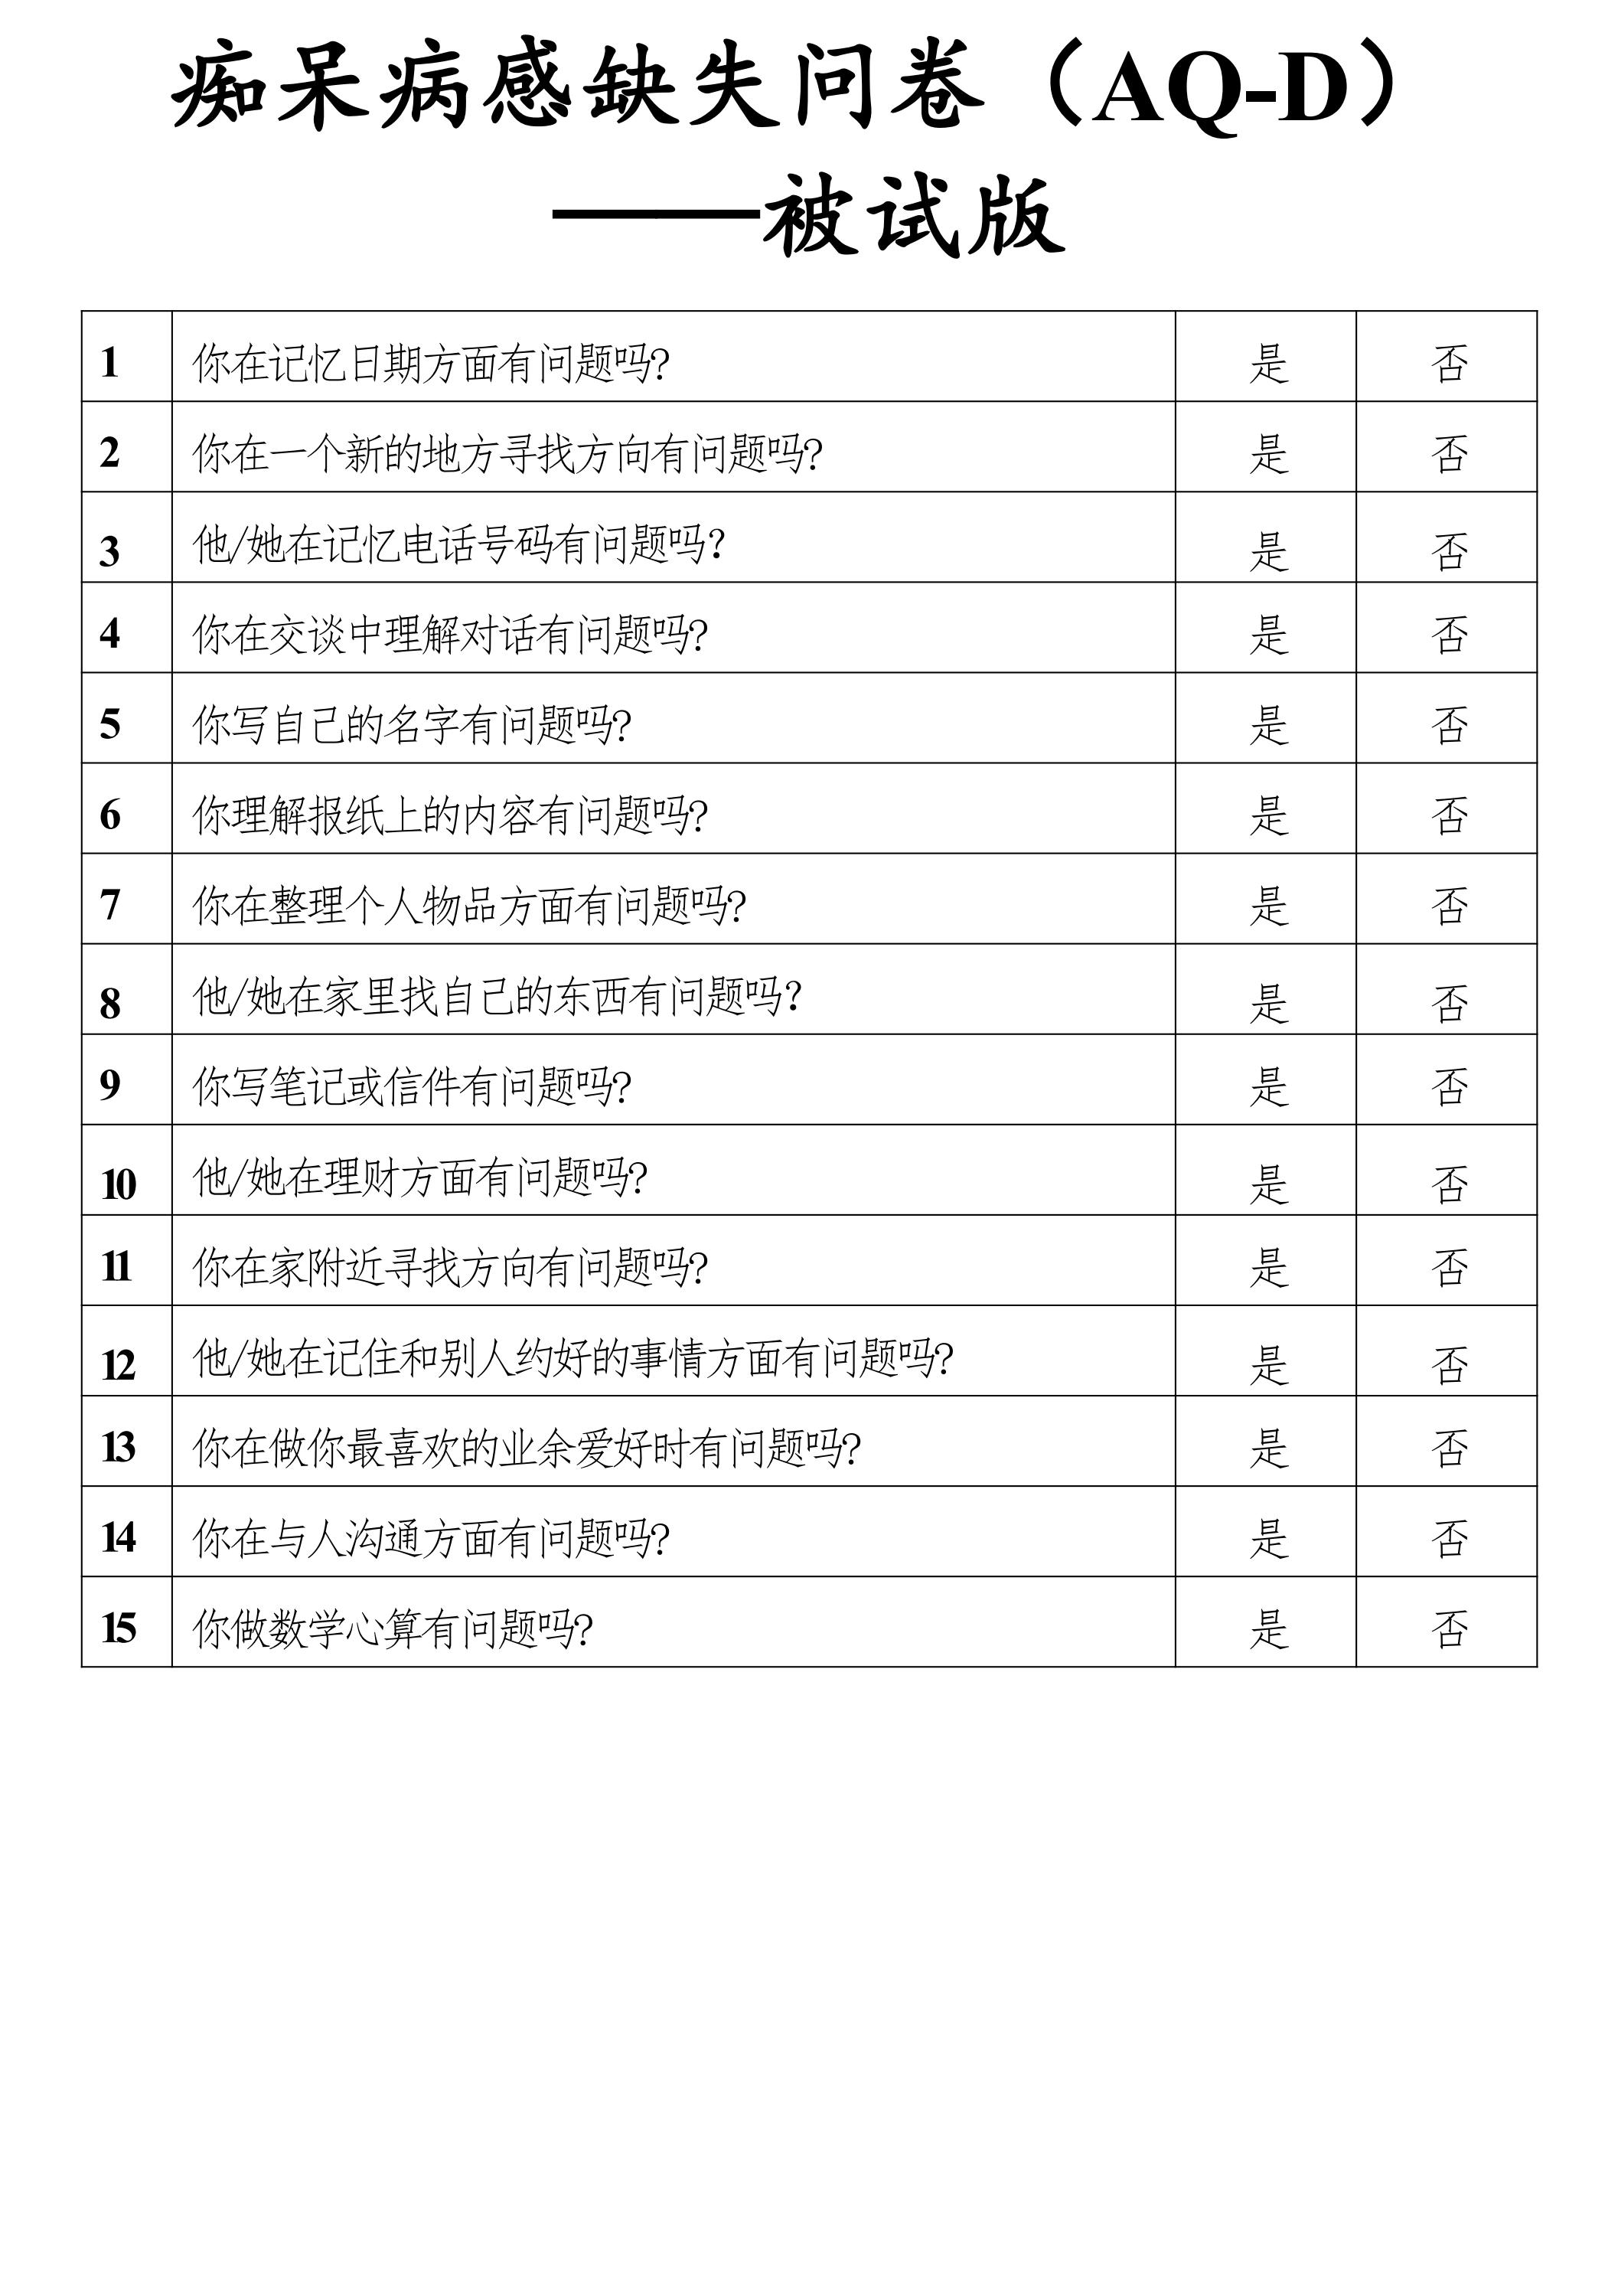 痴呆病感缺失问卷（AQ-D）
——被试版
1 你在记忆日期方面有问题吗? 是 否
2 你在一个新的地方寻找方向有问题吗? 是 否
3 他/她在记忆电话号码有问题吗? 是 否
4 你在交谈中理解对话有问题吗? 是 否
5 你写自己的名字有问题吗? 是 否
6 你理解报纸上的内容有问题吗? 是 否
7 你在整理个人物品方面有问题吗? 是 否
8 他/她在家里找自己的东西有问题吗? 是 否
9 你写笔记或信件有问题吗? 是 否
10 他/她在理财方面有问题吗? 是 否
11 你在家附近寻找方向有问题吗? 是 否
12 他/她在记住和别人约好的事情方面有问题吗? 是 否
13 你在做你最喜欢的业余爱好时有问题吗? 是 否
14 你在与人沟通方面有问题吗? 是 否
15 你做数学心算有问题吗? 是 否